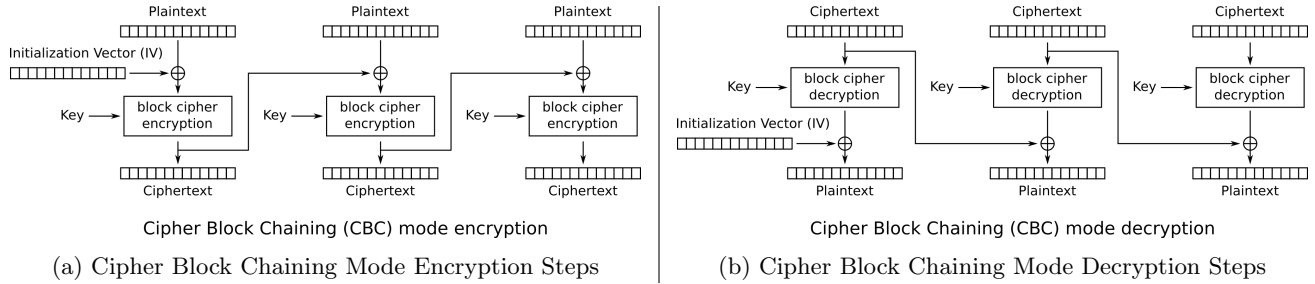 Plaintext Plaintext Plaintext
Initialization Vector (IV)
Key block cipher encryption Key block cipher encryption Key block cipher encryption
Ciphertext Ciphertext Ciphertext
Cipher Block Chaining (CBC) mode encryption
(a) Cipher Block Chaining Mode Encryption Steps
Ciphertext Ciphertext Ciphertext
Key block cipher decryption Key block cipher decryption Key block cipher decryption
Initialization Vector (IV)
Plaintext Plaintext Plaintext
Cipher Block Chaining (CBC) mode decryption
(b) Cipher Block Chaining Mode Decryption Steps